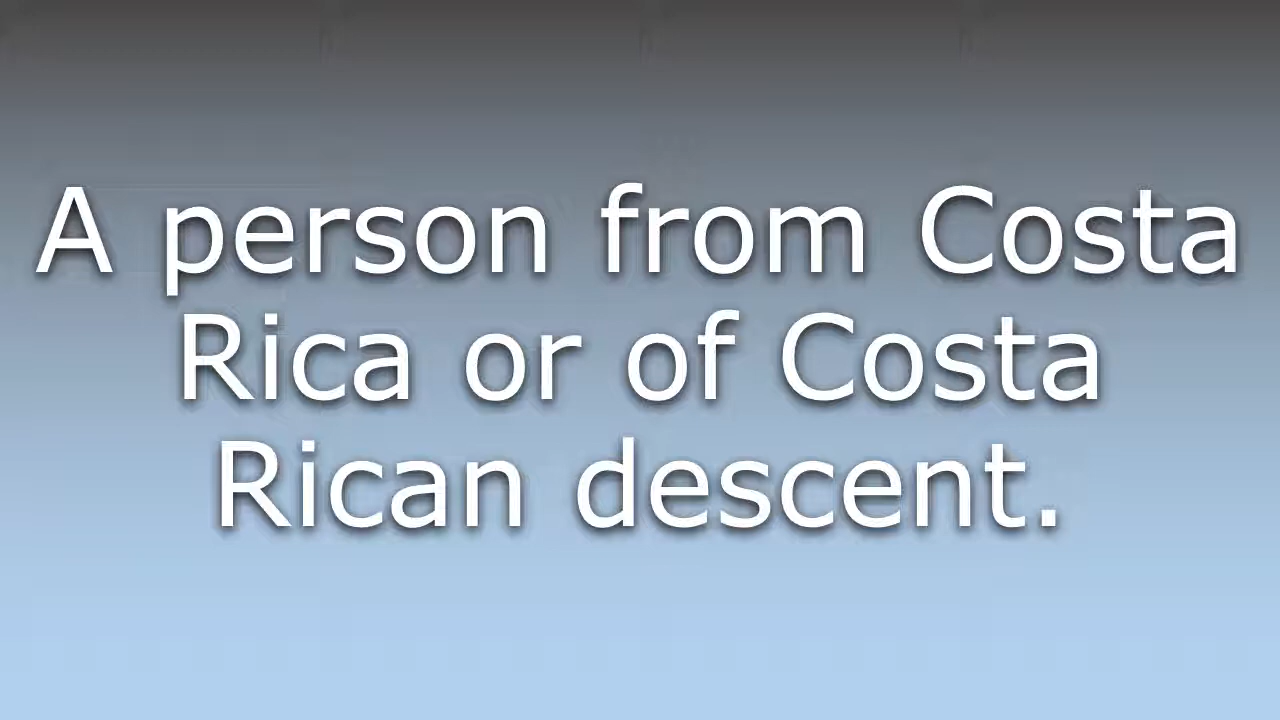 A person from Costa
Rica or of Costa
Rican descent.